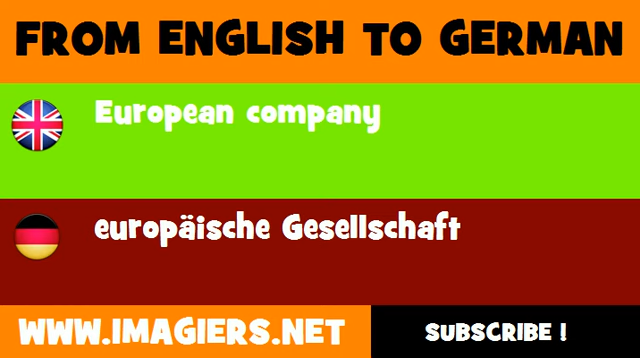 FROM ENGLISH TO GERMAN
European company
europäische Gesellschaft
WWW.IMAGIERS.NET
SUBSCRIBE !